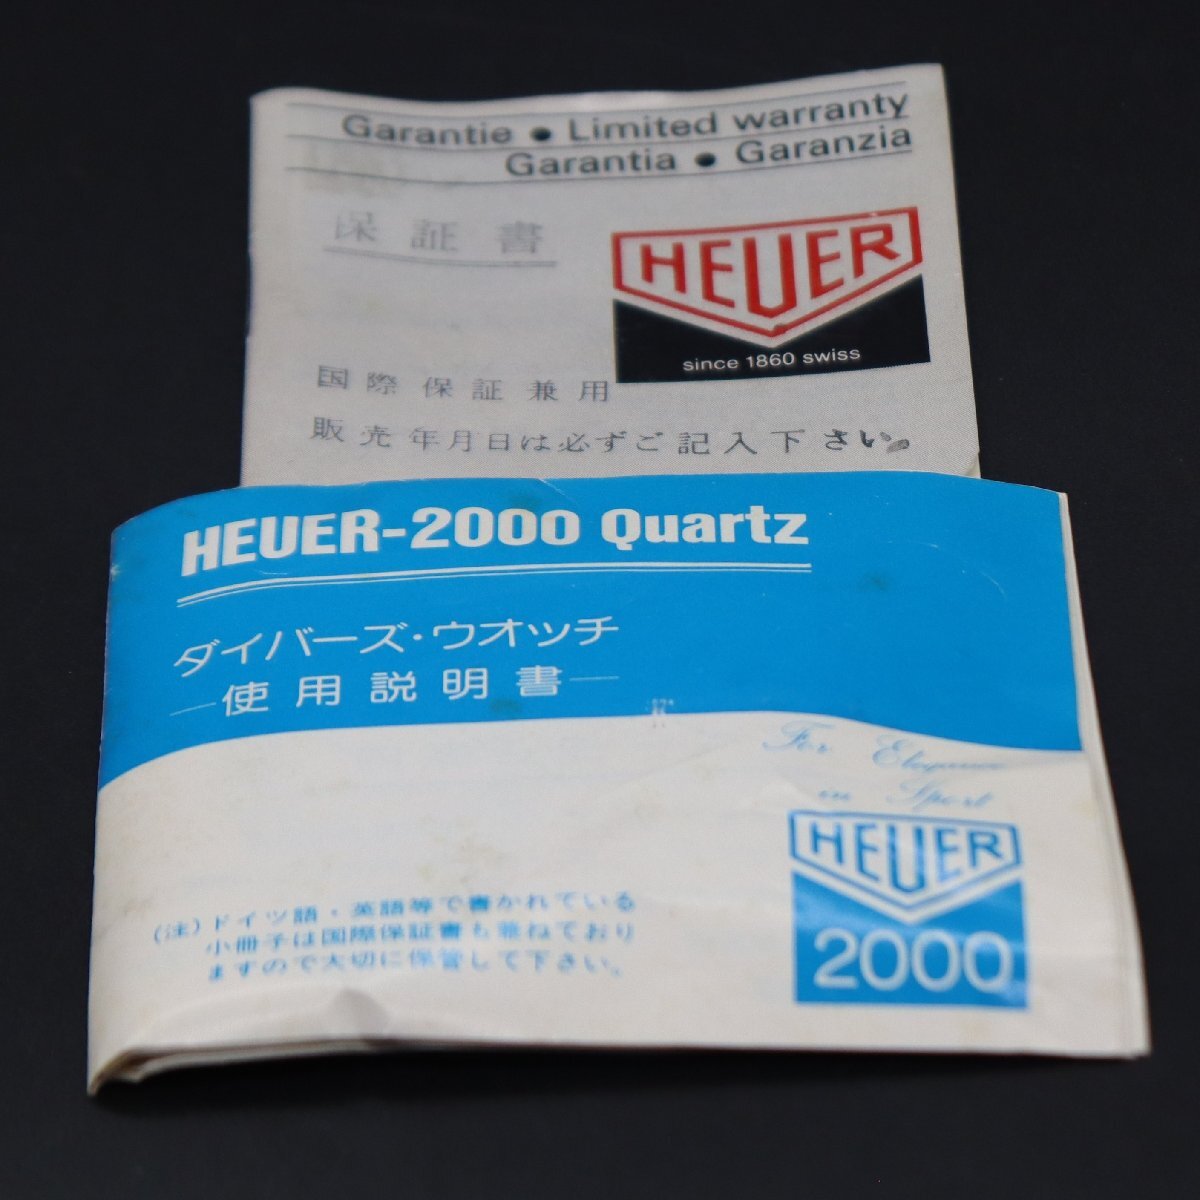 Garantie ● Limited warranty
Garantia ● Garanzia
保証書
HEUER
since 1860 swiss
国際保証兼用
販売年月日は必ずご記入下さい。
HEUER-2000 Quartz
ダイバーズ・ウオッチ
―使用説明書―
For Elegance
in Sport
HEUER
2000
(注)ドイツ語・英語等で書かれている
小冊子は国際保証書も兼ねており
ますので大切に保管して下さい。